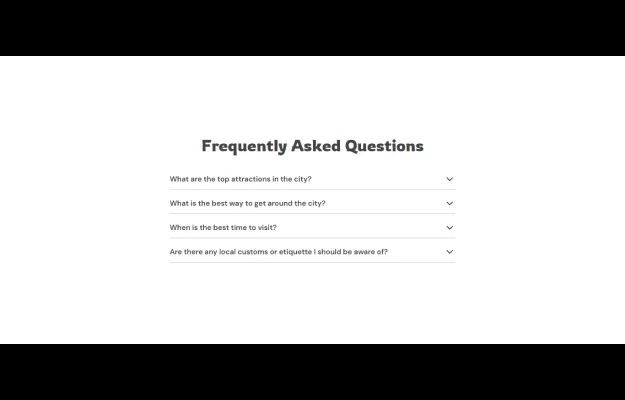 Frequently Asked Questions
What are the top attractions in the city?
What is the best way to get around the city?
When is the best time to visit?
Are there any local customs or etiquette I should be aware of?